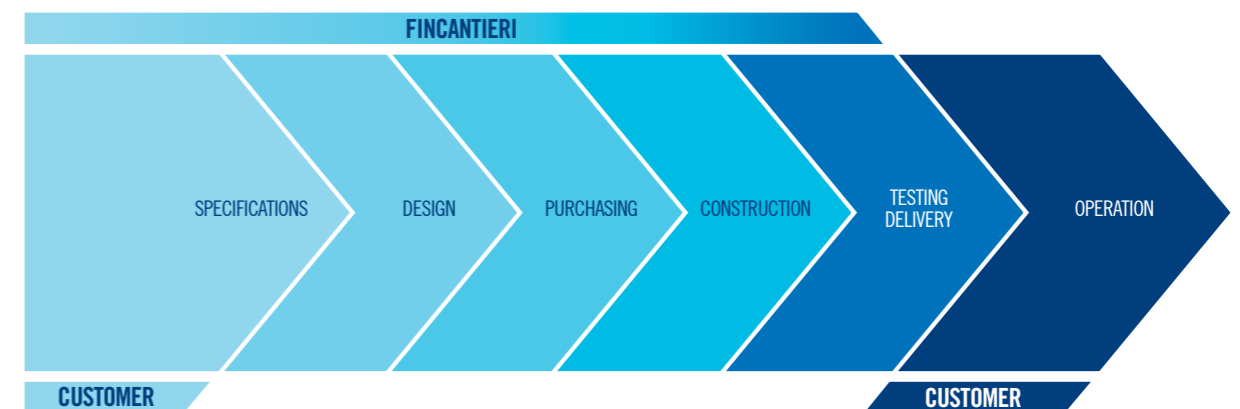 FINCANTIERI
SPECIFICATIONS
DESIGN
PURCHASING
CONSTRUCTION
TESTING
DELIVERY
OPERATION
CUSTOMER
CUSTOMER